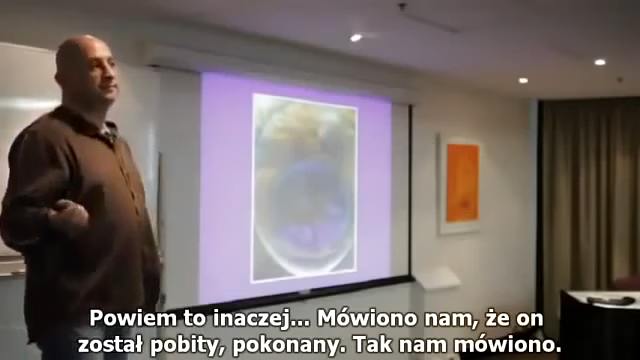 Powiem to inaczej... Mówiono nam, że on
został pobity, pokonany. Tak nam mówiono.